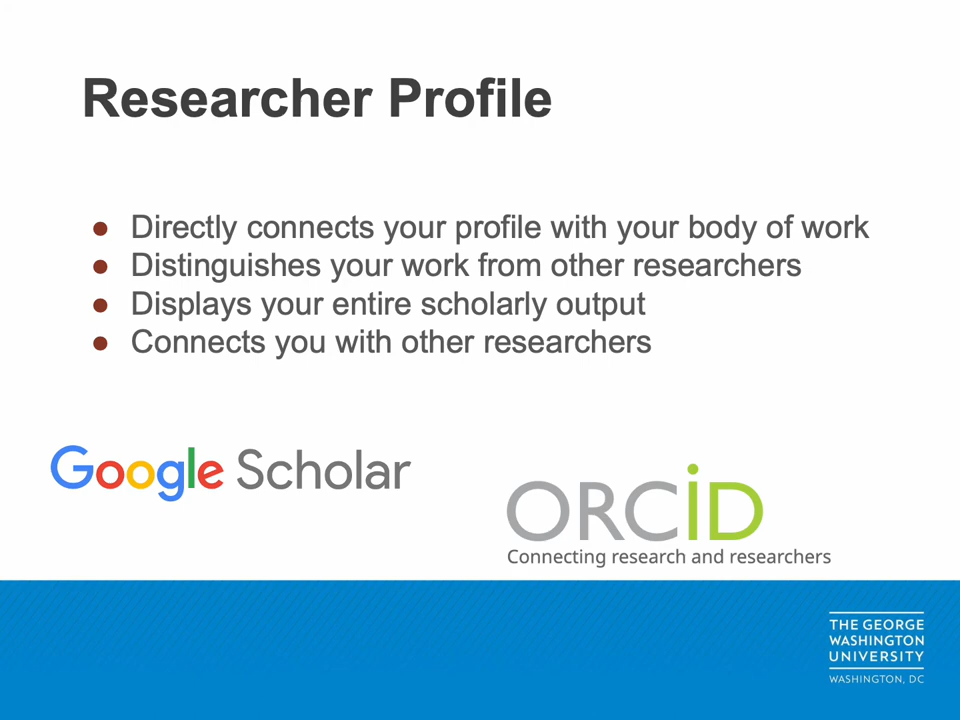 Researcher Profile
● Directly connects your profile with your body of work
● Distinguishes your work from other researchers
● Displays your entire scholarly output
● Connects you with other researchers
Google Scholar
ORCiD
Connecting research and researchers
THE GEORGE
WASHINGTON
UNIVERSITY
WASHINGTON, DC